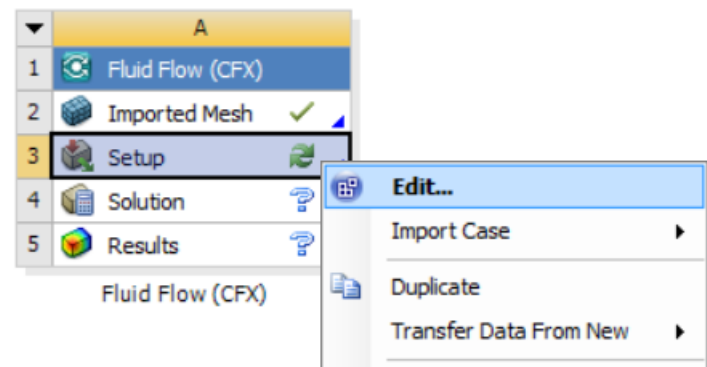 A
1 Fluid Flow (CFX)
2 Imported Mesh
3 Setup
4 Solution ?
5 Results ?
Fluid Flow (CFX)
Edit...
Import Case
Duplicate
Transfer Data From New